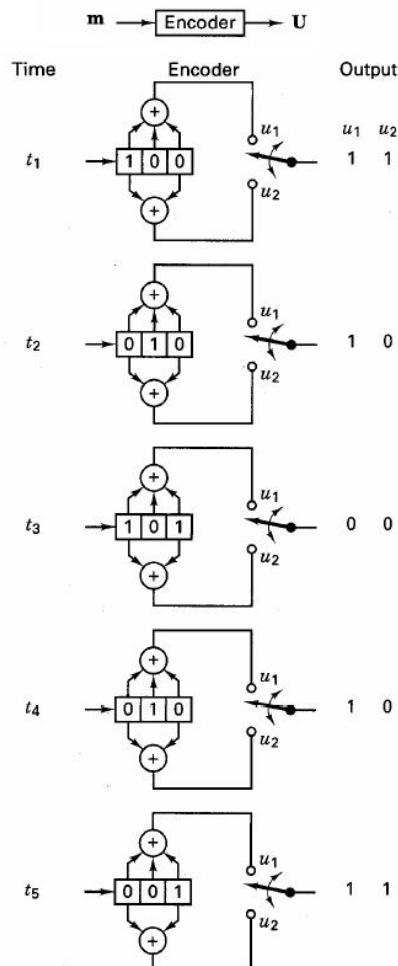 m Encoder U
Time Encoder Output
u1 u2
t1 1 0 0 u1 u2 1 1
t2 0 1 0 u1 u2 1 0
t3 1 0 1 u1 u2 0 0
t4 0 1 0 u1 u2 1 0
t5 0 0 1 u1 u2 1 1